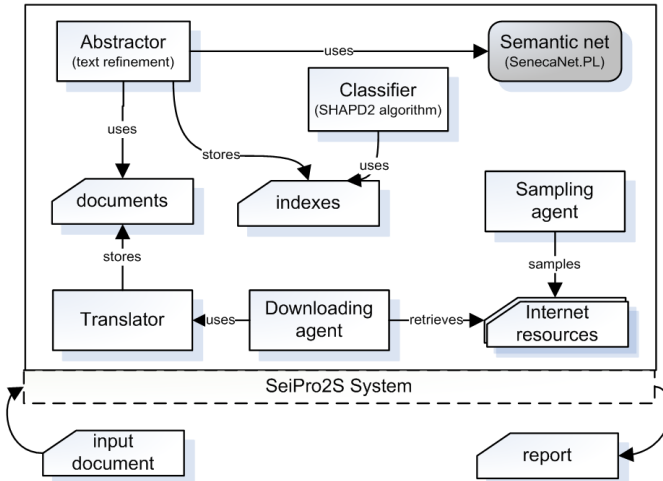 Abstractor
(text refinement)
uses
Semantic net
(SenecaNet.PL)
Classifier
(SHAPD2 algorithm)
uses
stores
uses
documents
indexes
Sampling
agent
stores
samples
Translator
uses
Downloading
agent
retrieves
Internet
resources
SeiPro2S System
input
document
report